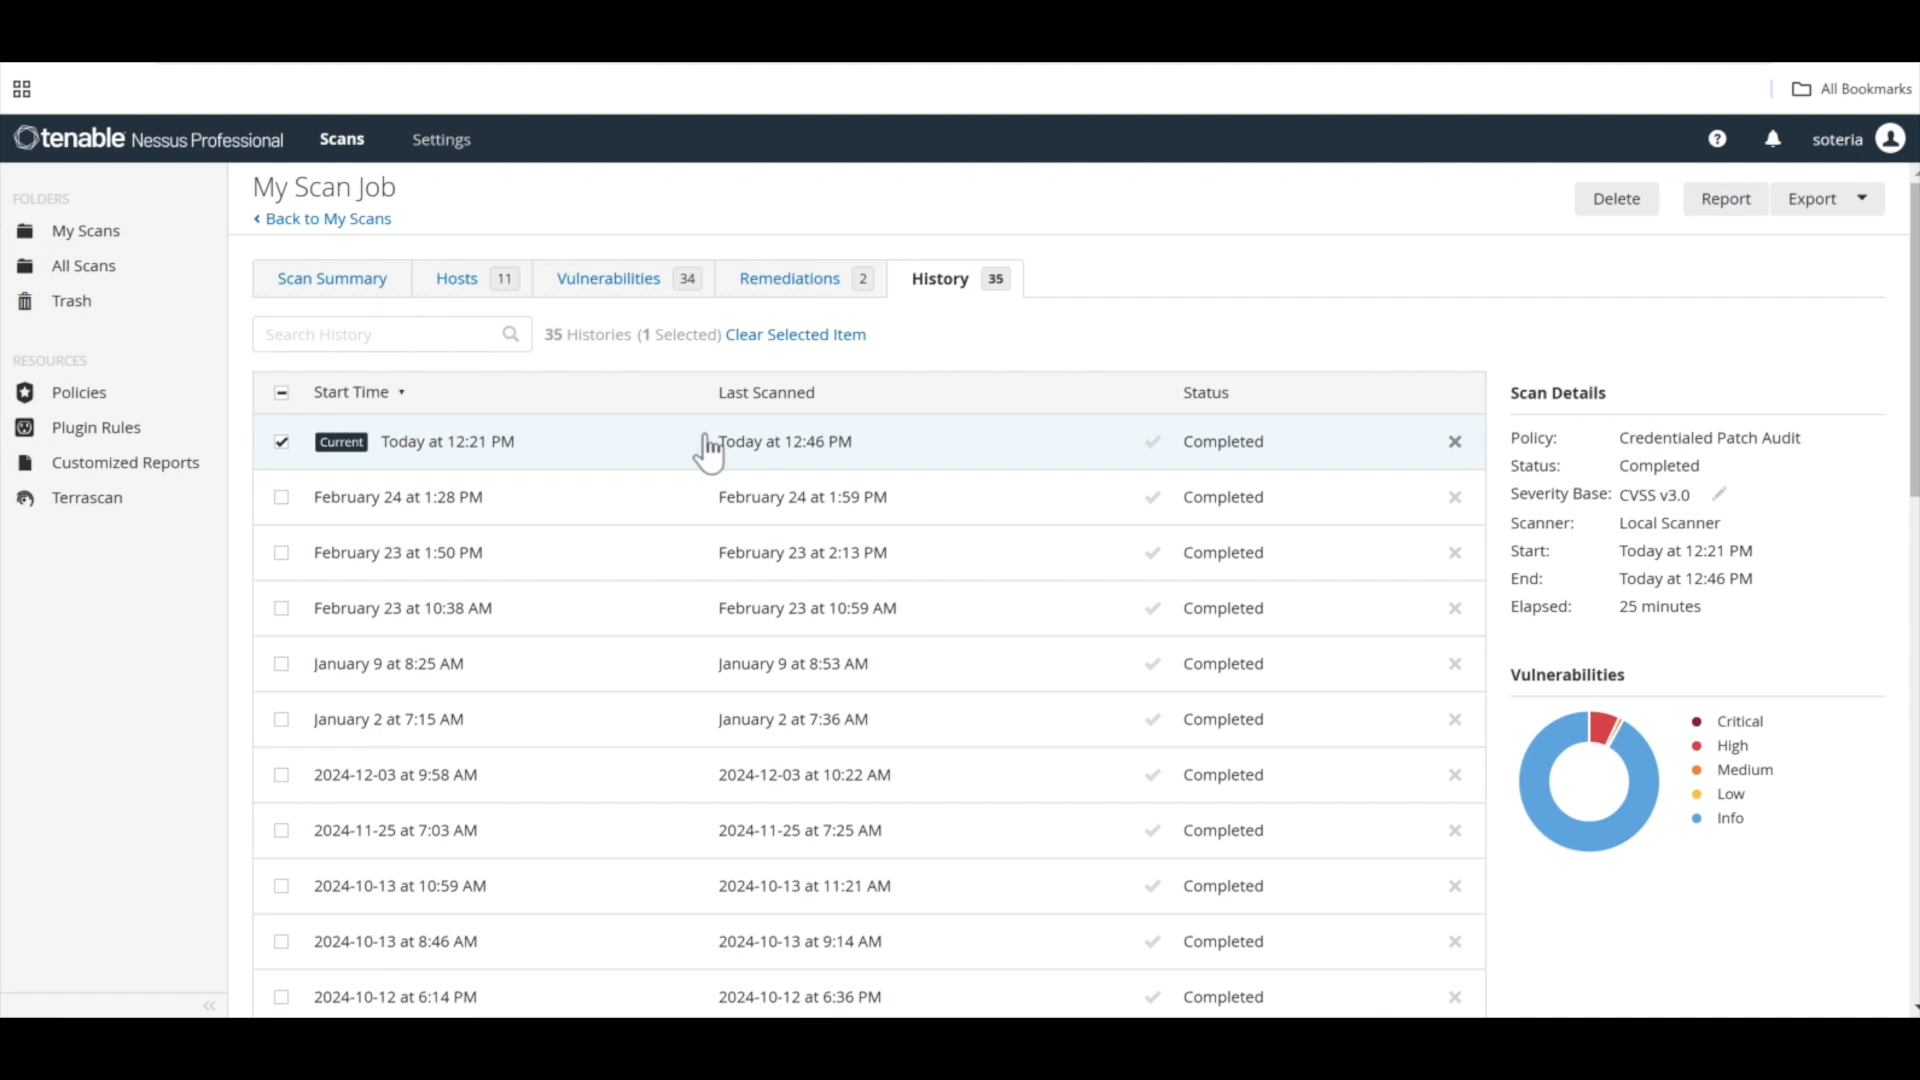 All Bookmarks
tenable Nessus Professional Scans Settings soteria
FOLDERS
My Scans
All Scans
Trash
RESOURCES
Policies
Plugin Rules
Customized Reports
Terrascan
My Scan Job
Back to My Scans
Delete Report Export
Scan Summary Hosts 11 Vulnerabilities 34 Remediations 2 History 35
Search History 35 Histories (1 Selected) Clear Selected Item
Start Time Last Scanned Status
Current Today at 12:21 PM Today at 12:46 PM Completed
February 24 at 1:28 PM February 24 at 1:59 PM Completed
February 23 at 1:50 PM February 23 at 2:13 PM Completed
February 23 at 10:38 AM February 23 at 10:59 AM Completed
January 9 at 8:25 AM January 9 at 8:53 AM Completed
January 2 at 7:15 AM January 2 at 7:36 AM Completed
2024-12-03 at 9:58 AM 2024-12-03 at 10:22 AM Completed
2024-11-25 at 7:03 AM 2024-11-25 at 7:25 AM Completed
2024-10-13 at 10:59 AM 2024-10-13 at 11:21 AM Completed
2024-10-13 at 8:46 AM 2024-10-13 at 9:14 AM Completed
2024-10-12 at 6:14 PM 2024-10-12 at 6:36 PM Completed
Scan Details
Policy: Credentialed Patch Audit
Status: Completed
Severity Base: CVSS v3.0
Scanner: Local Scanner
Start: Today at 12:21 PM
End: Today at 12:46 PM
Elapsed: 25 minutes
Vulnerabilities
Critical
High
Medium
Low
Info